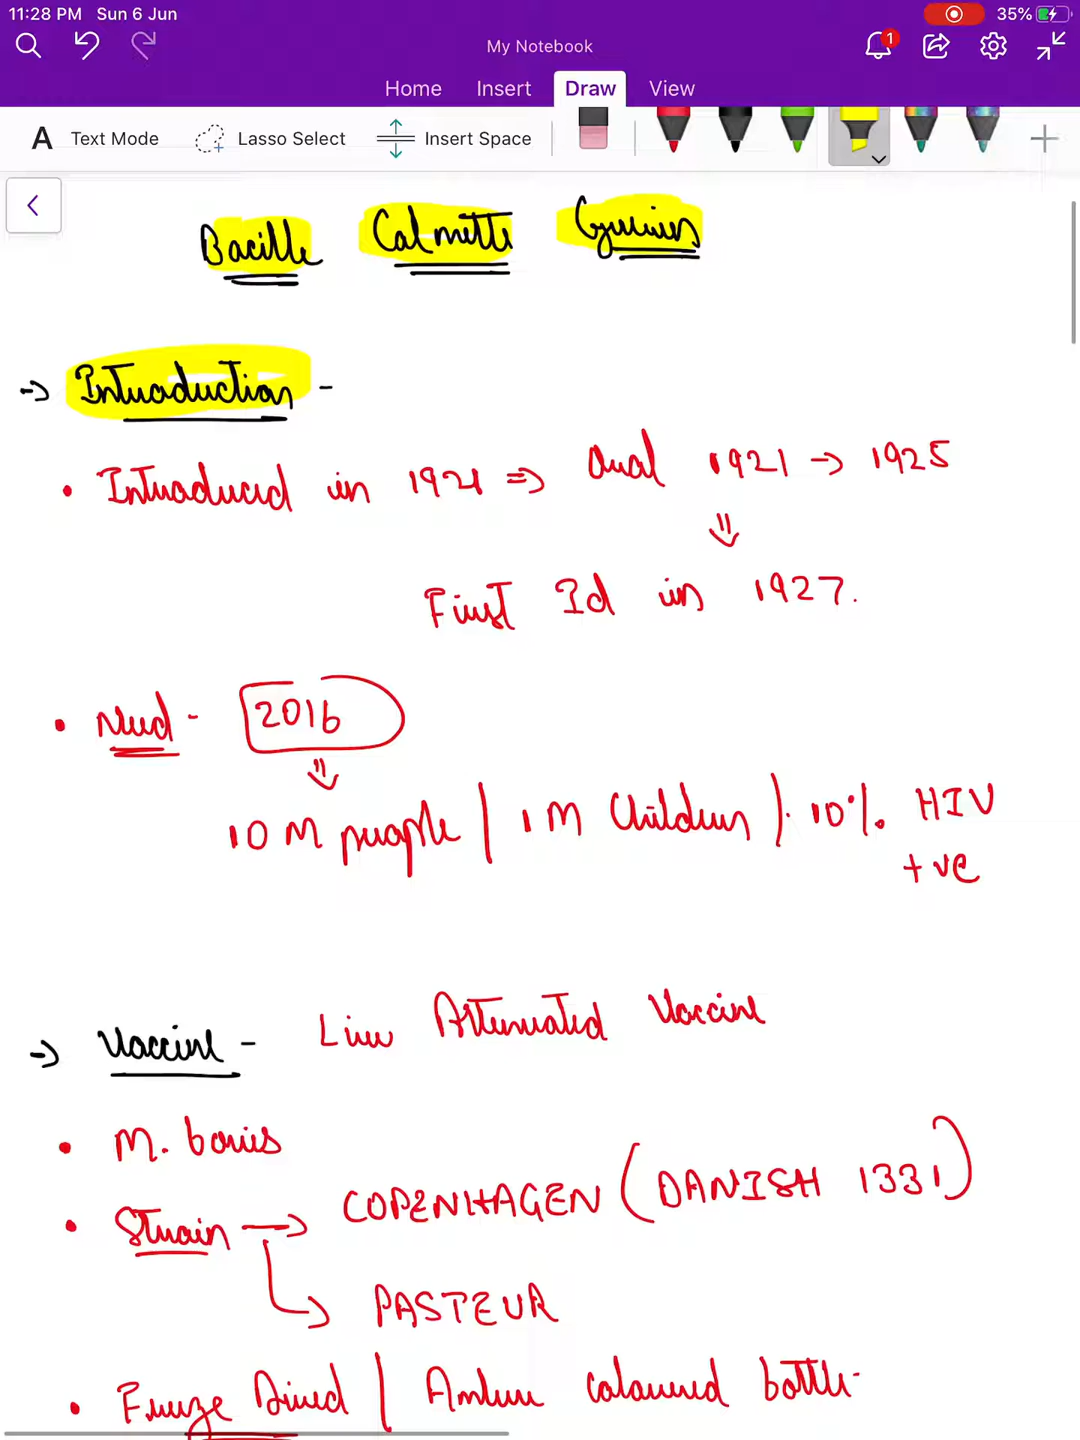 11:28 PM Sun 6 Jun 35%
My Notebook 1
Home Insert Draw View
A Text Mode Lasso Select Insert Space
Bacille Calmette Guerin
-> Introduction -
• Introduced in 1921 => Oral 1921 -> 1925
First Id in 1927.
• Need - 2016
10 M people / 1 M Children / 10% HIV
+ve
-> Vaccine - Live Attenuated Vaccine
• M. bovis
• Strain -> COPENHAGEN (DANISH 1331)
-> PASTEUR
• Freeze Dried | Amber coloured bottle